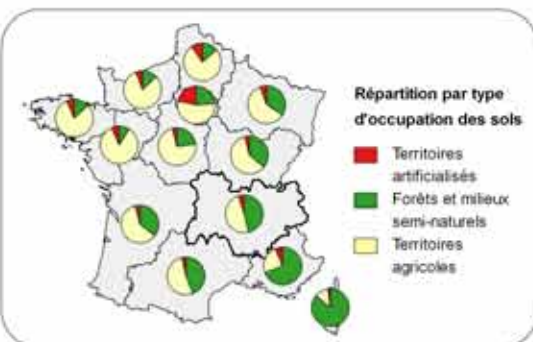 Répartition par type
d'occupation des sols
Territoires
artificialisés
Forêts et milieux
semi-naturels
Territoires
agricoles